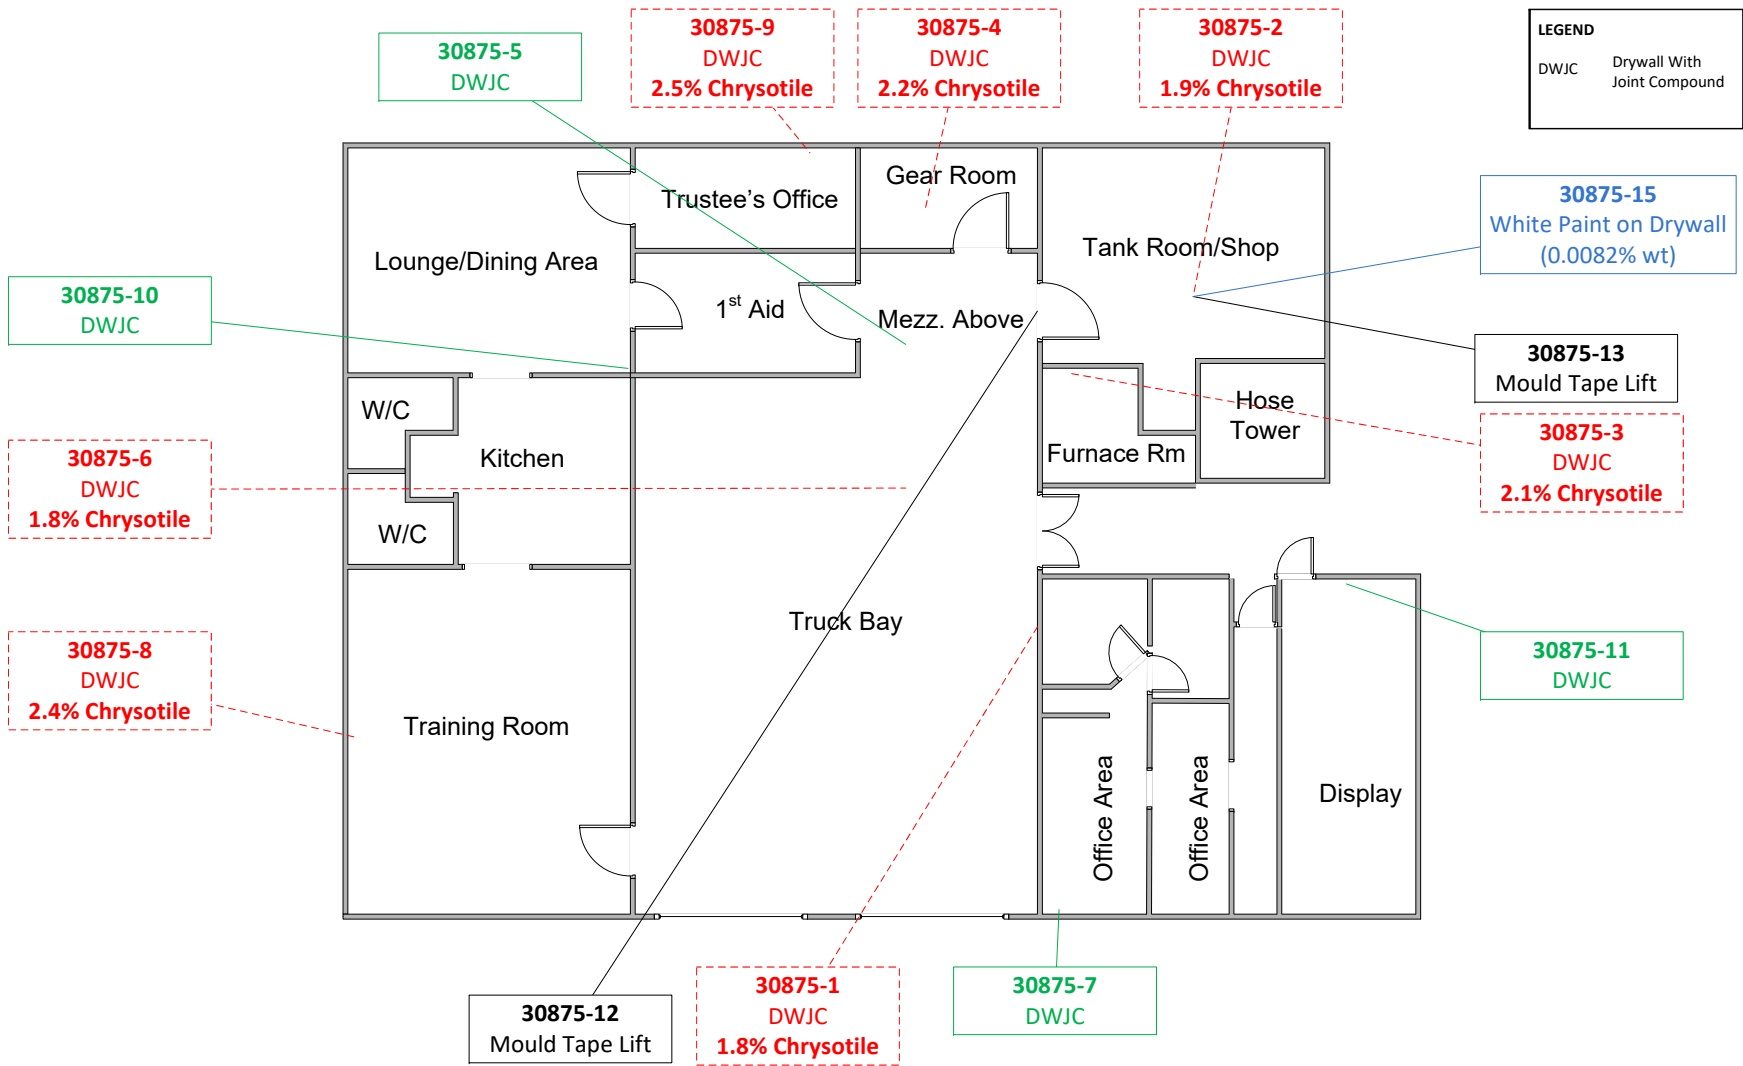 30875-9
DWJC
2.5% Chrysotile
30875-4
DWJC
2.2% Chrysotile
30875-2
DWJC
1.9% Chrysotile
LEGEND
DWJC Drywall With
Joint Compound
30875-5
DWJC
Trustee's Office
Gear Room
30875-15
White Paint on Drywall
(0.0082% wt)
Lounge/Dining Area
Tank Room/Shop
30875-10
DWJC
1st Aid
Mezz. Above
30875-13
Mould Tape Lift
W/C
Hose
Tower
30875-3
DWJC
2.1% Chrysotile
30875-6
DWJC
1.8% Chrysotile
Kitchen
Furnace Rm
W/C
Truck Bay
30875-8
DWJC
2.4% Chrysotile
30875-11
DWJC
Training Room
Office Area
Office Area
Display
30875-12
Mould Tape Lift
30875-1
DWJC
1.8% Chrysotile
30875-7
DWJC